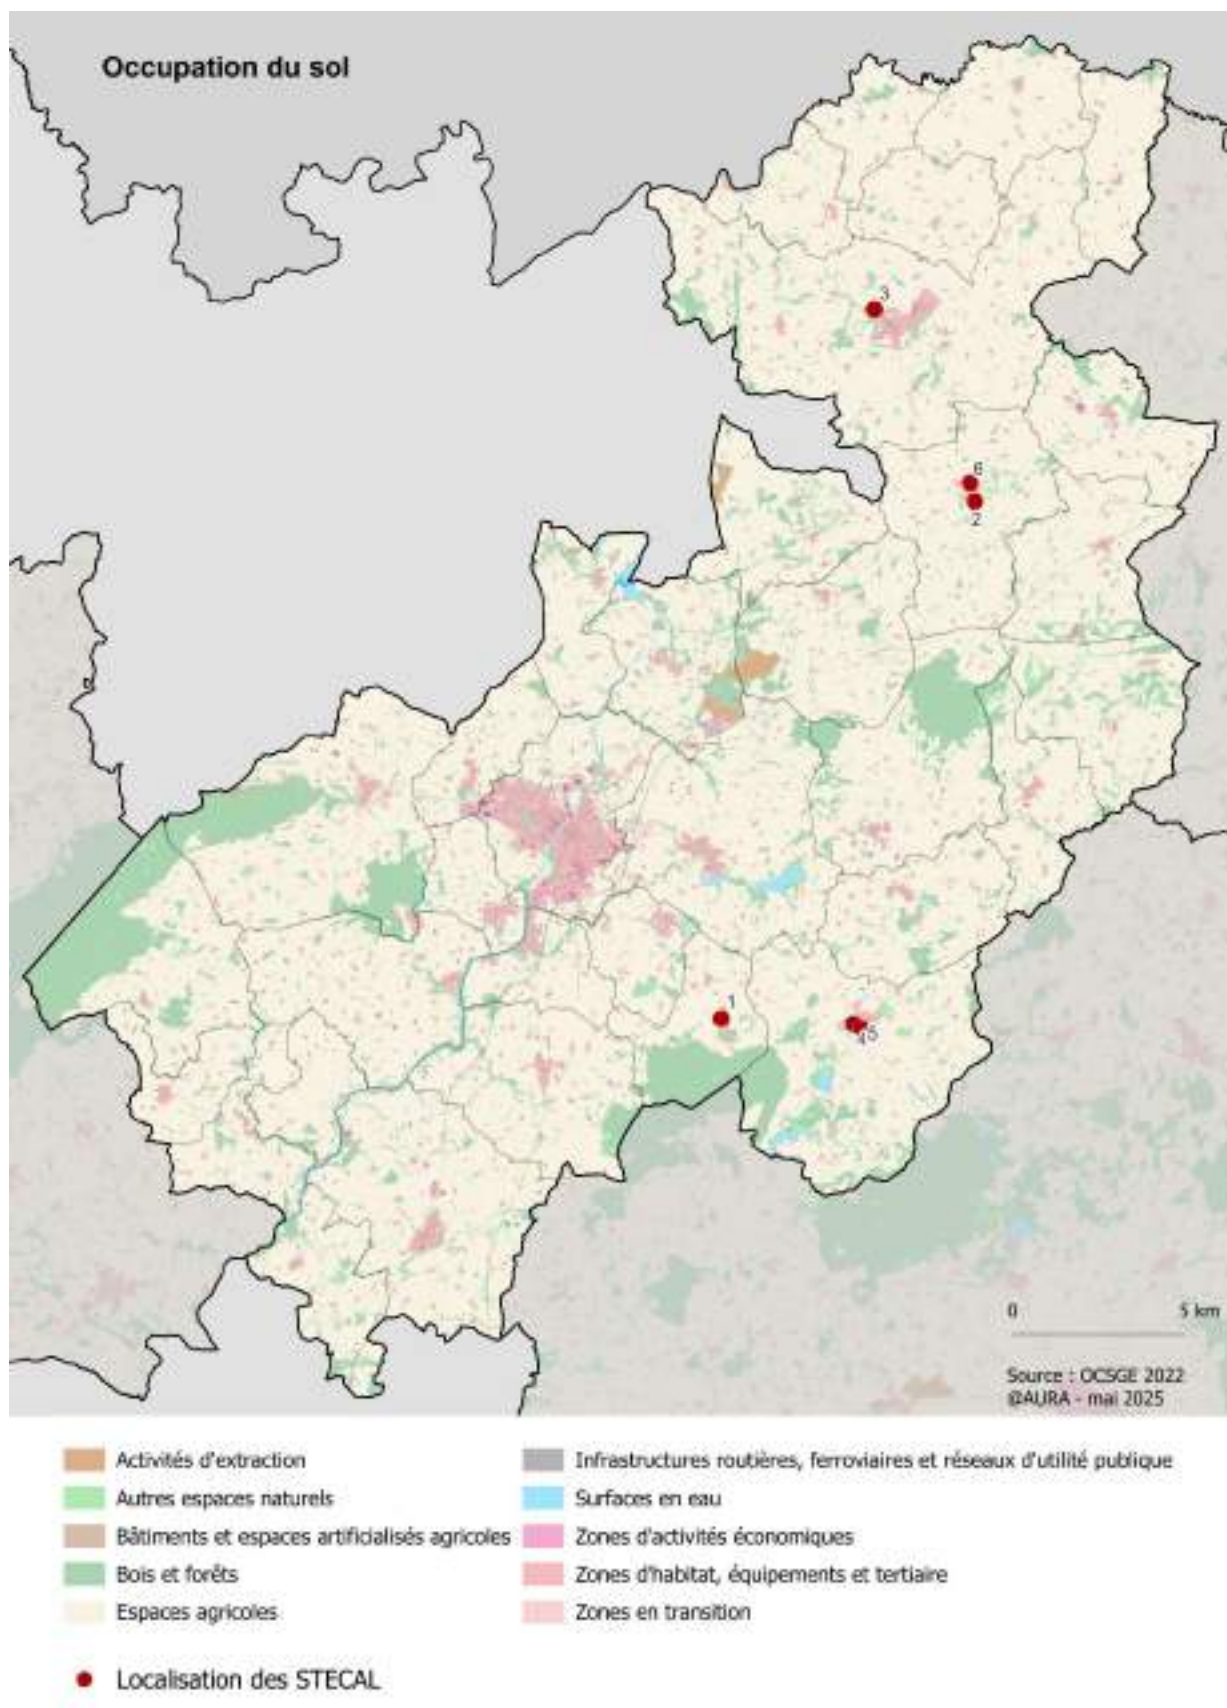 Occupation du sol
3
6
2
1
4 5
0 5 km
Source : OCSGE 2022
@AURA - mai 2025
Activités d'extraction
Autres espaces naturels
Bâtiments et espaces artificialisés agricoles
Bois et forêts
Espaces agricoles
Infrastructures routières, ferroviaires et réseaux d'utilité publique
Surfaces en eau
Zones d'activités économiques
Zones d'habitat, équipements et tertiaire
Zones en transition
Localisation des STECAL